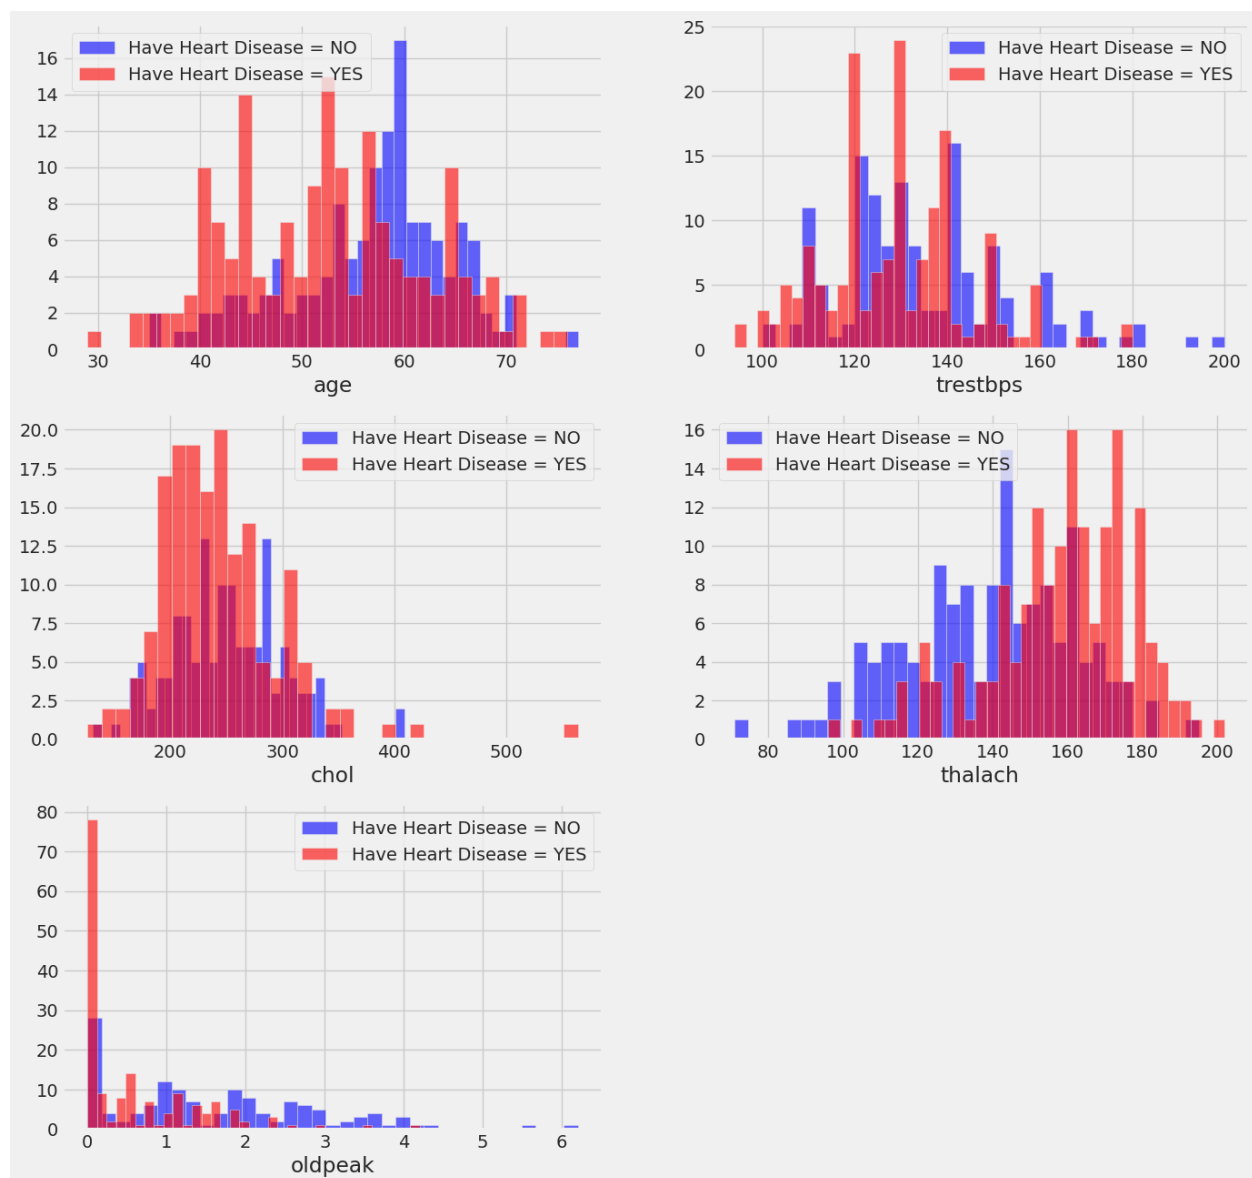 Have Heart Disease = NO
Have Heart Disease = YES
16
14
12
10
8
6
4
2
0
30 40 50 60 70
age
Have Heart Disease = NO
Have Heart Disease = YES
25
20
15
10
5
0
100 120 140 160 180 200
trestbps
Have Heart Disease = NO
Have Heart Disease = YES
20.0
17.5
15.0
12.5
10.0
7.5
5.0
2.5
0.0
200 300 400 500
chol
Have Heart Disease = NO
Have Heart Disease = YES
16
14
12
10
8
6
4
2
0
80 100 120 140 160 180 200
thalach
Have Heart Disease = NO
Have Heart Disease = YES
80
70
60
50
40
30
20
10
0
0 1 2 3 4 5 6
oldpeak